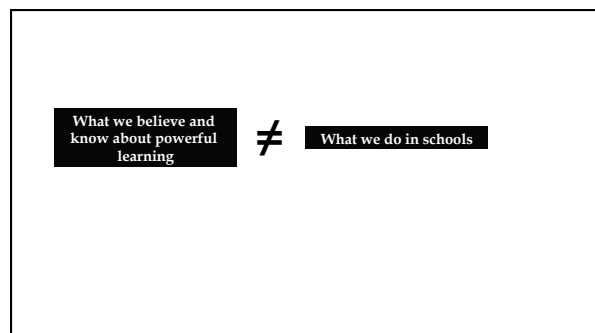 What we believe and
know about powerful
learning
≠
What we do in schools